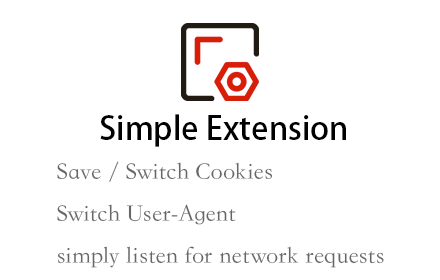 Simple Extension
Save / Switch Cookies
Switch User-Agent
simply listen for network requests